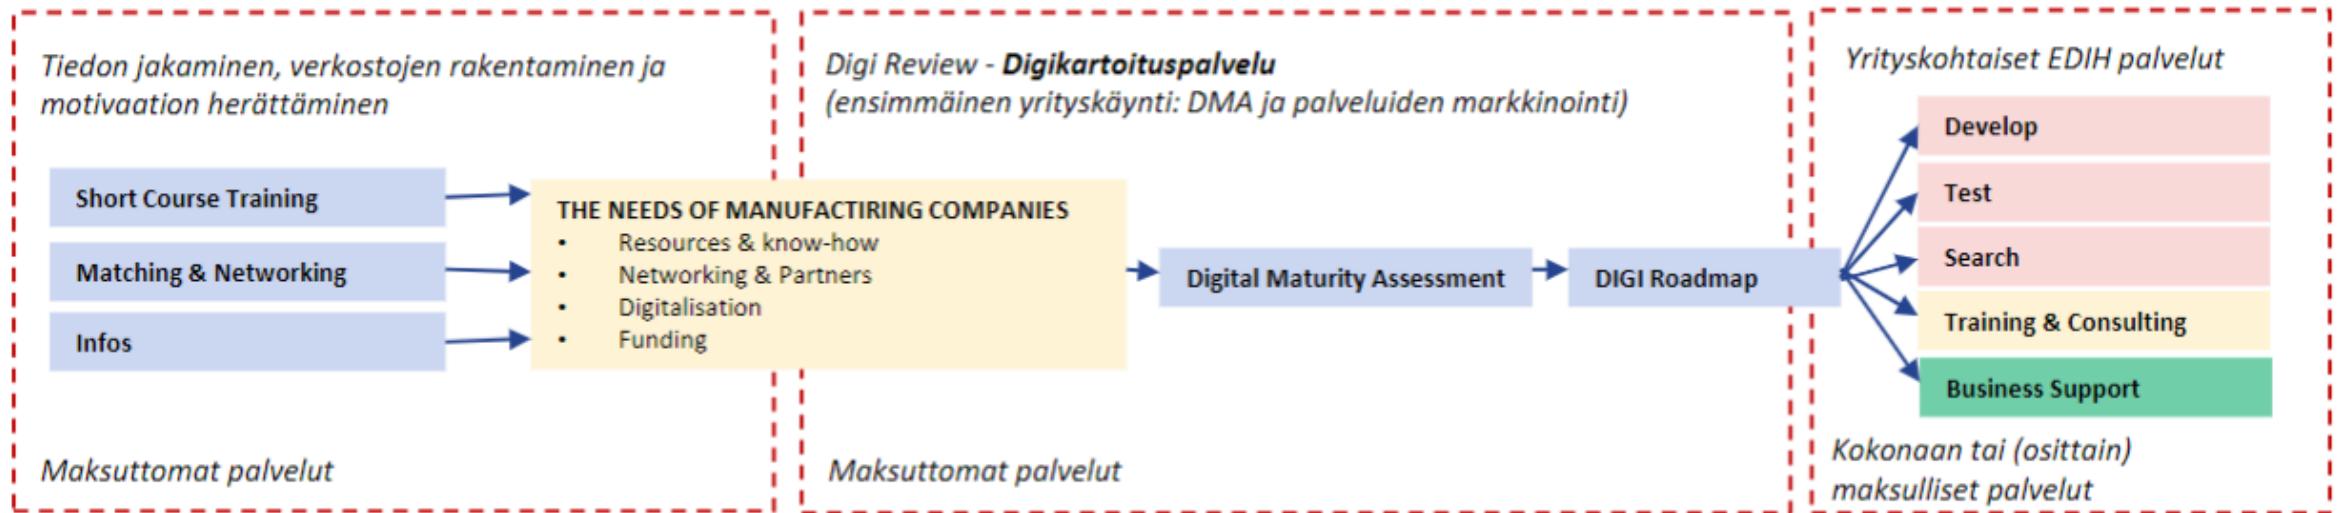 Tiedon jakaminen, verkostojen rakentaminen ja
motivaation herättäminen
Short Course Training
Matching & Networking
Infos
Maksuttomat palvelut
Digi Review - Digikartoituspalvelu
(ensimmäinen yrityskäynti: DMA ja palveluiden markkinointi)
THE NEEDS OF MANUFACTIRING COMPANIES
• Resources & know-how
• Networking & Partners
• Digitalisation
• Funding
Digital Maturity Assessment
DIGI Roadmap
Maksuttomat palvelut
Yrityskohtaiset EDIH palvelut
Develop
Test
Search
Training & Consulting
Business Support
Kokonaan tai (osittain)
maksulliset palvelut